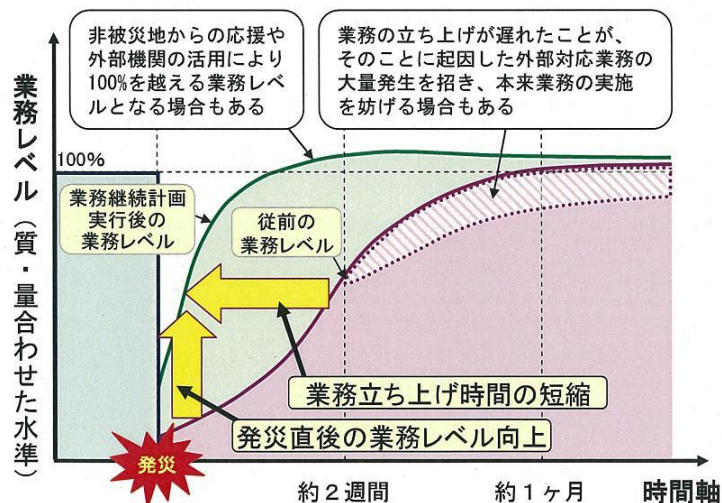 非被災地からの応援や
外部機関の活用により
100%を越える業務レベ
ルとなる場合もある
業務の立ち上げが遅れたことが、
そのことに起因した外部対応業務の
大量発生を招き、本来業務の実施
を妨げる場合もある
業務レベル（質・量合わせた水準）
100%
業務継続計画
実行後の
業務レベル
従前の
業務レベル
業務立ち上げ時間の短縮
発災直後の業務レベル向上
発災
約２週間
約１ヶ月
時間軸